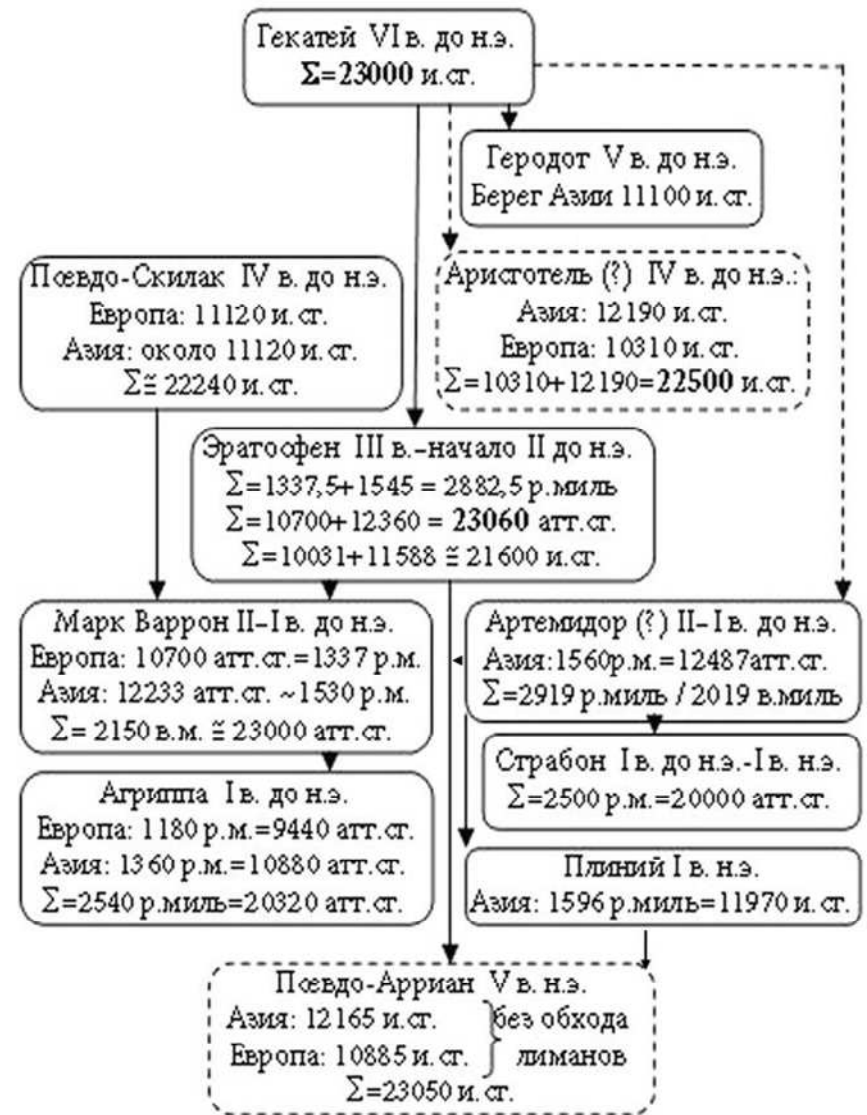 Гекатей VI в. до н.э.
Σ=23000 и.ст.
Геродот V в. до н.э.
Берег Азии 11100 и.ст.
Псевдо-Скилак IV в. до н.э.
Европа: 11120 и.ст.
Азия: около 11120 и.ст.
Σ≅22240 и.ст.
Аристотель (?) IV в. до н.э.:
Азия: 12190 и.ст.
Европа: 10310 и.ст.
Σ=10310+12190=22500 и.ст.
Эратосфен III в.–начало II до н.э.
Σ=1337,5+1545 = 2882,5 р.миль
Σ=10700+12360 = 23060 атт.ст.
Σ=10031+11588 ≅ 21600 и.ст.
Марк Варрон II–I в. до н.э.
Европа: 10700 атт.ст.=1337 р.м.
Азия: 12233 атт.ст. ~1530 р.м.
Σ= 2150 в.м. ≅ 23000 атт.ст.
Артемидор (?) II–I в. до н.э.
Азия:1560р.м.=12487атт.ст.
Σ=2919 р.миль / 2019 в.миль
Страбон I в. до н.э.-I в. н.э.
Σ=2500 р.м.=20000 атт.ст.
Агриппа I в. до н.э.
Европа: 1180 р.м.=9440 атт.ст.
Азия: 1360 р.м.=10880 атт.ст.
Σ=2540 р.миль=20320 атт.ст.
Плиний I в. н.э.
Азия: 1596 р.миль=11970 и.ст.
Псевдо-Арриан V в. н.э.
Азия: 12165 и.ст. } без обхода
Европа: 10885 и.ст. } лиманов
Σ=23050 и.ст.